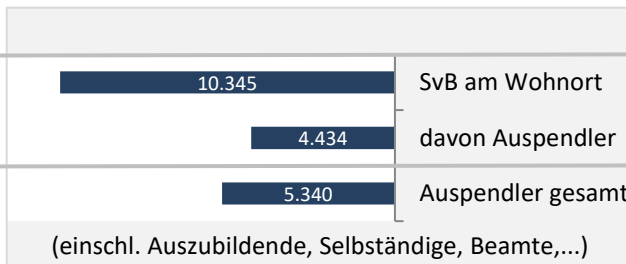 10.345 SvB am Wohnort
4.434 davon Auspendler
5.340 Auspendler gesamt
(einschl. Auszubildende, Selbständige, Beamte,...)